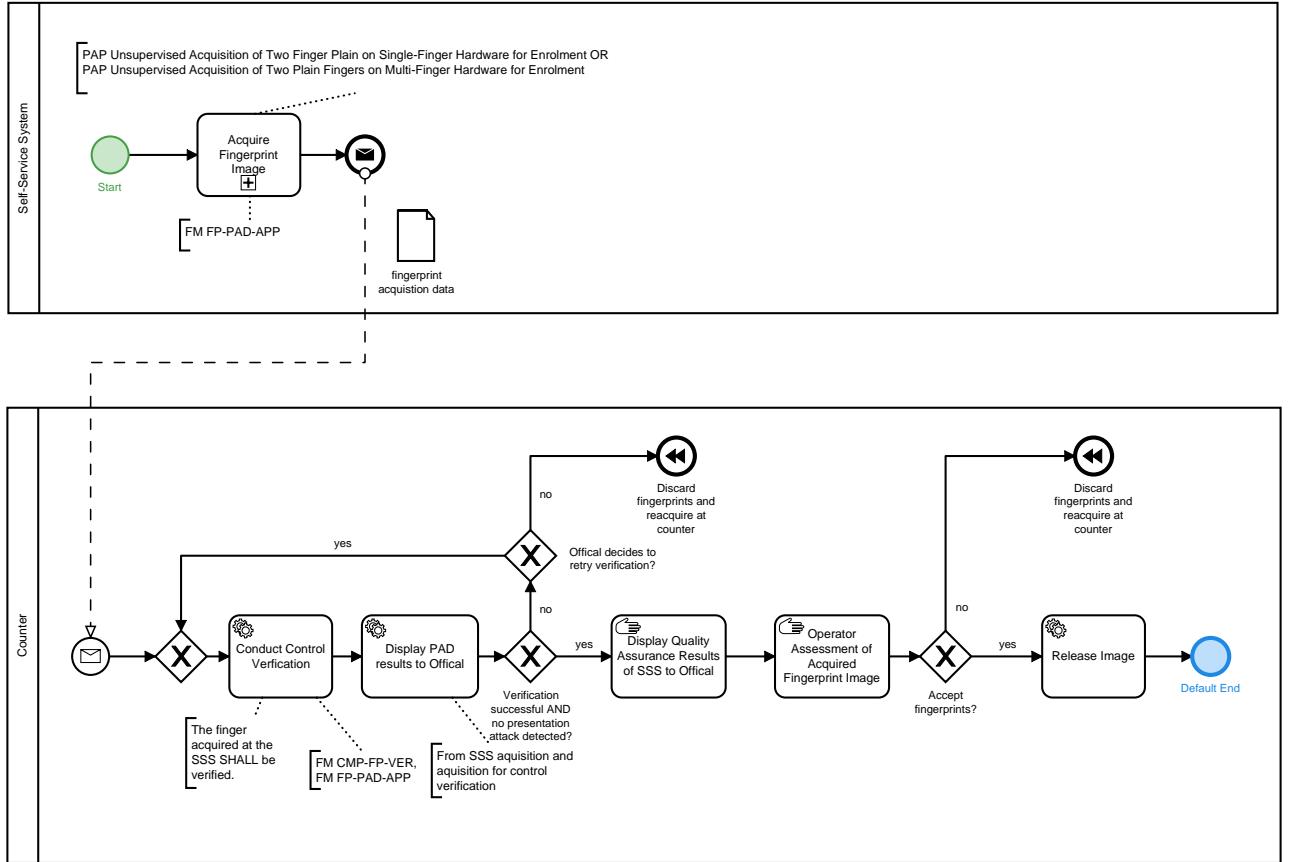 Self-Service System
PAP Unsupervised Acquisition of Two Finger Plain on Single-Finger Hardware for Enrolment OR
PAP Unsupervised Acquisition of Two Plain Fingers on Multi-Finger Hardware for Enrolment
Start
Acquire
Fingerprint
Image
FM FP-PAD-APP
fingerprint
acquistion data
Counter
Discard
fingerprints and
reacquire at
counter
no
yes
Offical decides to
retry verification?
no
Conduct Control
Verfication
Display PAD
results to Offical
Verification
successful AND
no presentation
attack detected?
yes
Display Quality
Assurance Results
of SSS to Offical
Operator
Assessment of
Acquired
Fingerprint Image
Accept
fingerprints?
no
Discard
fingerprints and
reacquire at
counter
yes
Release Image
Default End
The finger
acquired at the
SSS SHALL be
verified.
FM CMP-FP-VER,
FM FP-PAD-APP
From SSS aquisition and
aquisition for control
verification